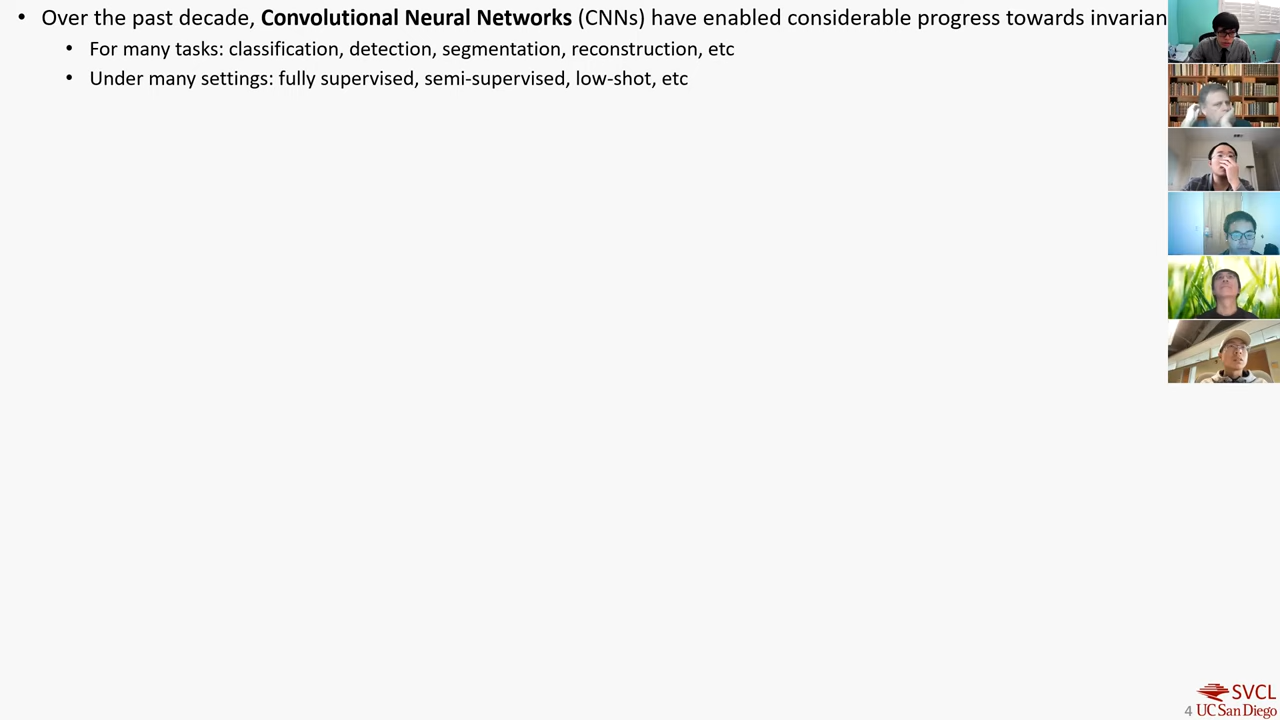 • Over the past decade, Convolutional Neural Networks (CNNs) have enabled considerable progress towards
• For many tasks: classification, detection, segmentation, reconstruction, etc
• Under many settings: fully supervised, semi-supervised, low-shot, etc
SVCL
4 UC San Diego